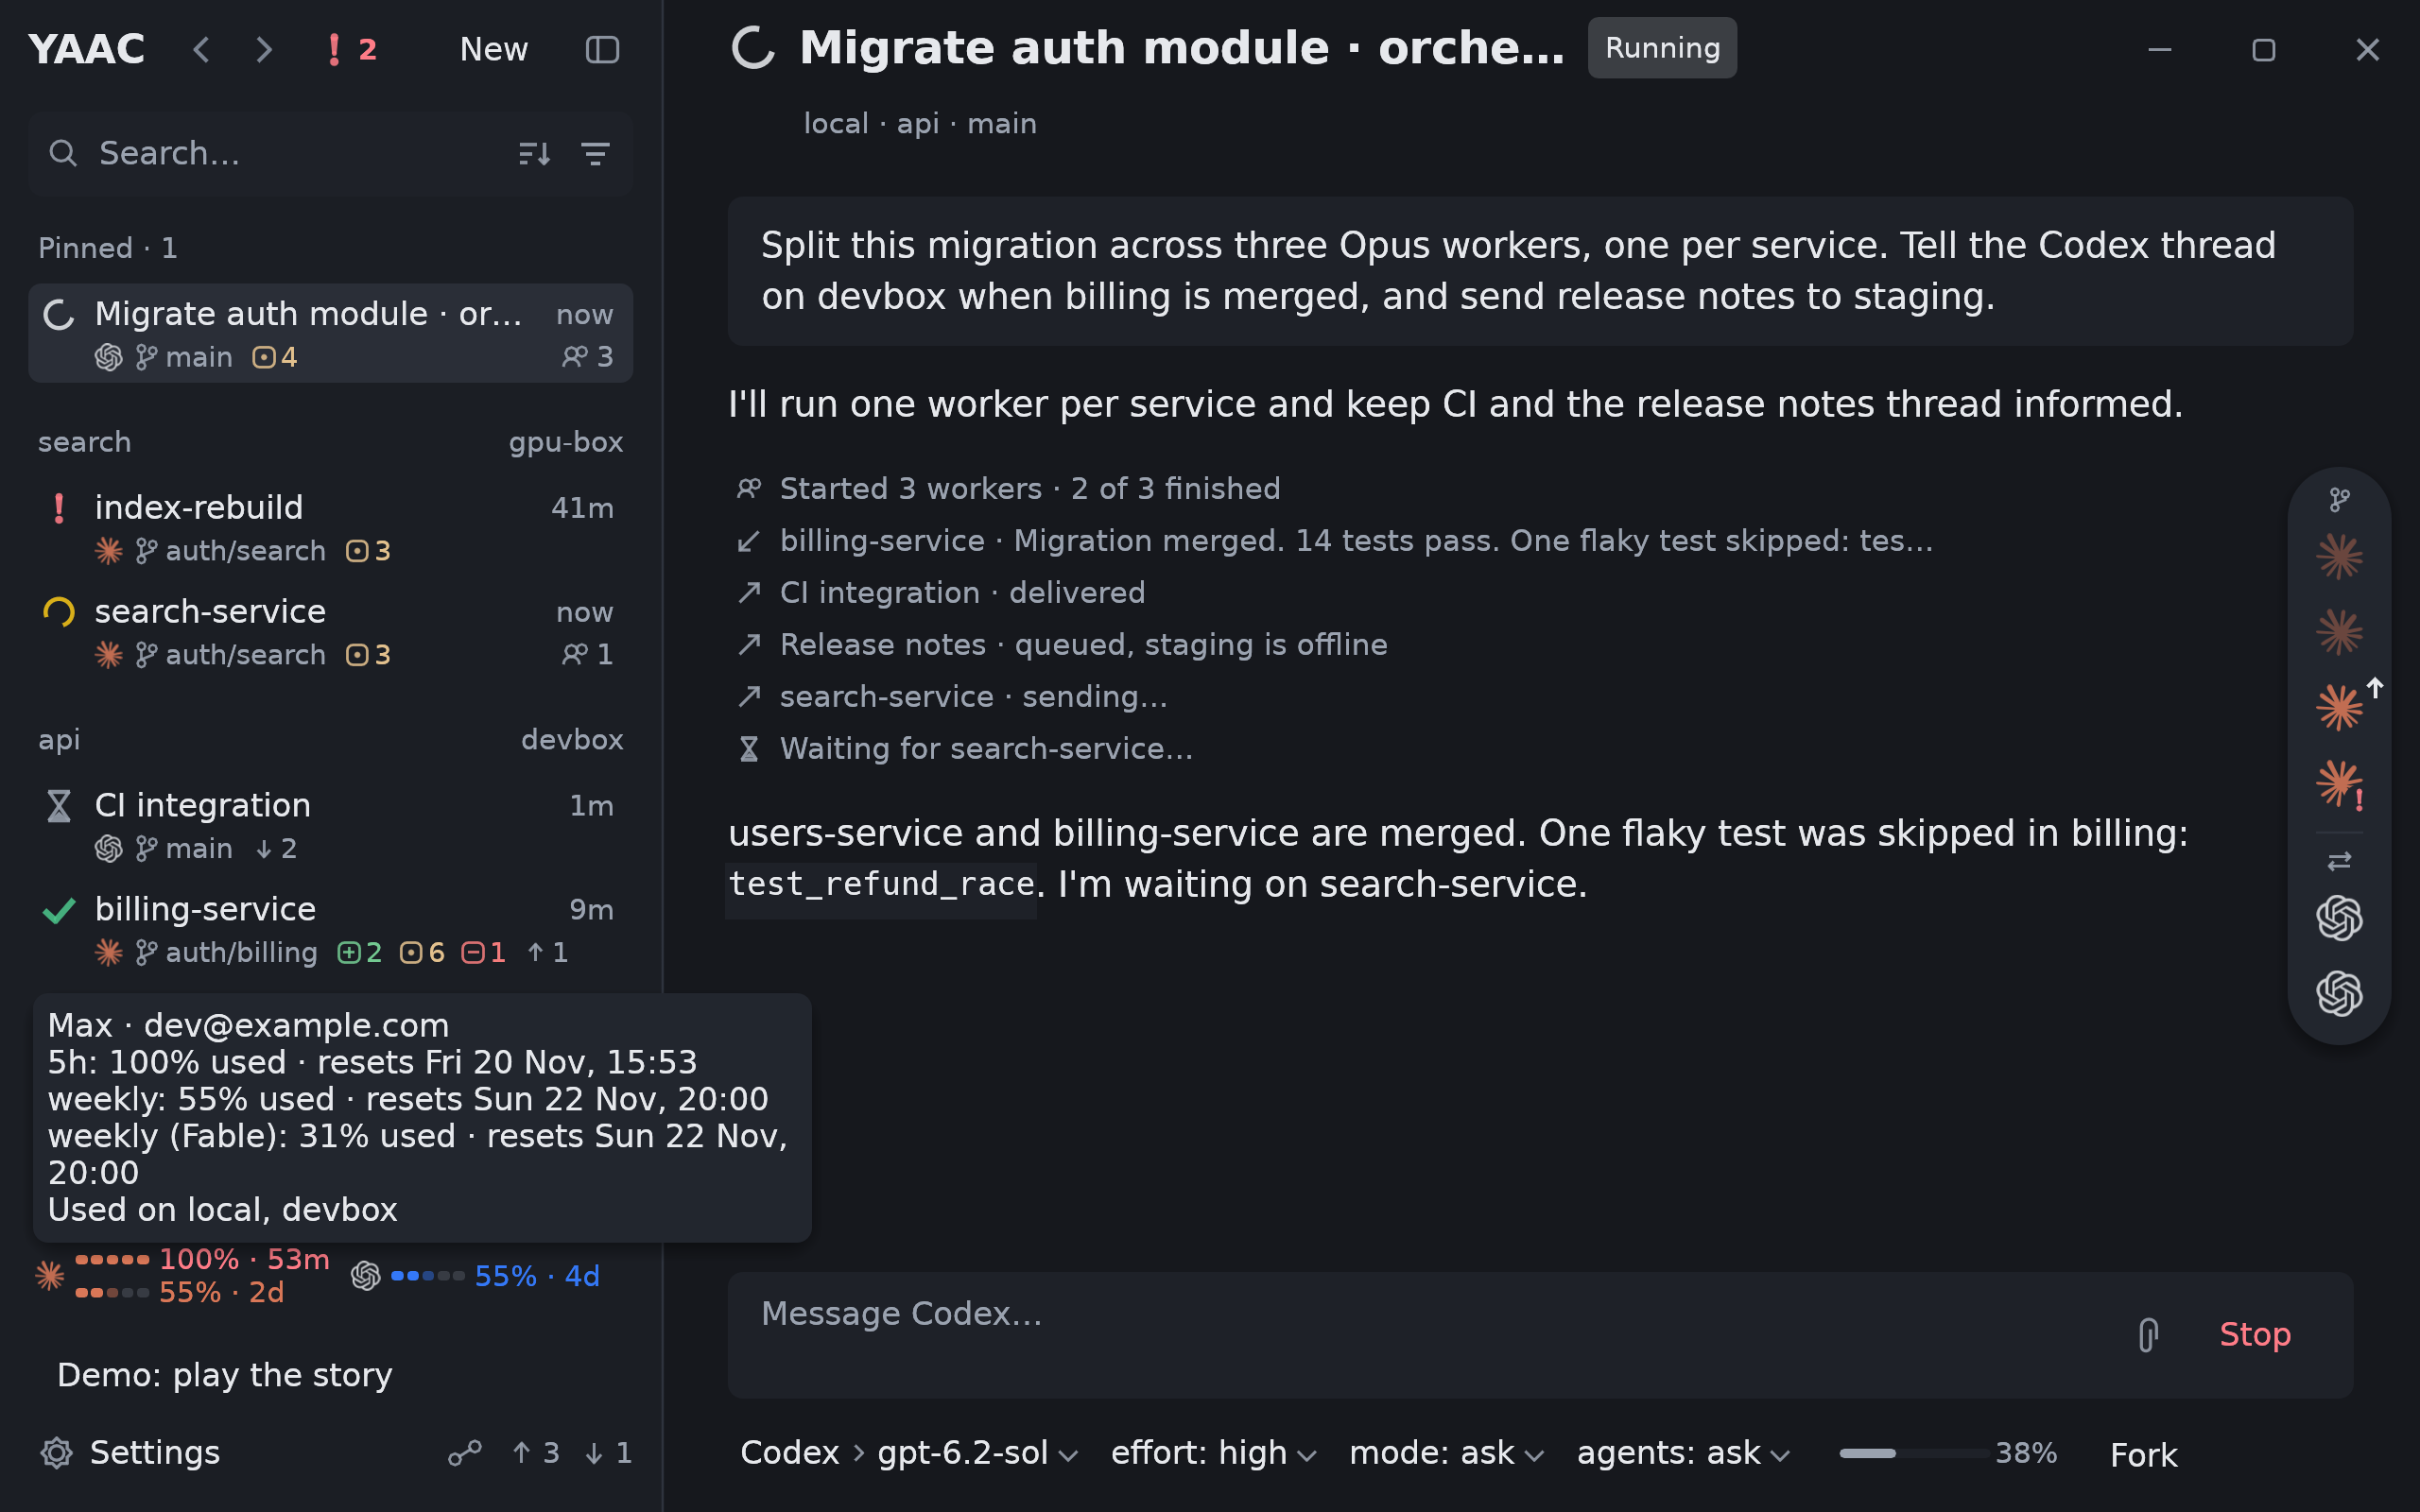 YAAC 2 New
Search...
Pinned · 1
Migrate auth module · or... now
main 4 3
search gpu-box
index-rebuild 41m
auth/search 3
search-service now
auth/search 3 1
api devbox
CI integration 1m
main ↓ 2
billing-service 9m
auth/billing 2 6 1 ↑ 1
Max · dev@example.com
5h: 100% used · resets Fri 20 Nov, 15:53
weekly: 55% used · resets Sun 22 Nov, 20:00
weekly (Fable): 31% used · resets Sun 22 Nov,
20:00
Used on local, devbox
100% · 53m
55% · 2d
55% · 4d
Demo: play the story
Settings ↑ 3 ↓ 1
Migrate auth module · orche... Running
local · api · main
Split this migration across three Opus workers, one per service. Tell the Codex thread
on devbox when billing is merged, and send release notes to staging.
I'll run one worker per service and keep CI and the release notes thread informed.
Started 3 workers · 2 of 3 finished
billing-service · Migration merged. 14 tests pass. One flaky test skipped: tes...
CI integration · delivered
Release notes · queued, staging is offline
search-service · sending...
Waiting for search-service...
users-service and billing-service are merged. One flaky test was skipped in billing:
test_refund_race. I'm waiting on search-service.
Message Codex...
Stop
Codex > gpt-6.2-sol effort: high mode: ask agents: ask 38% Fork